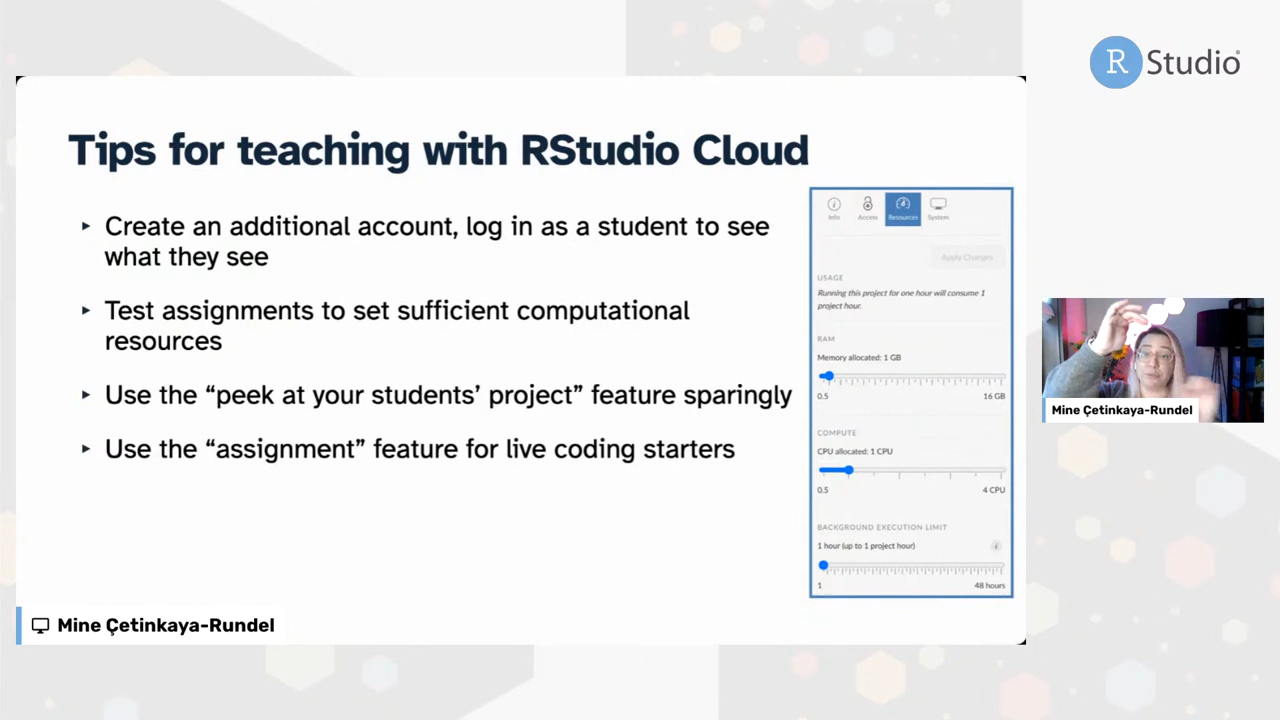 R Studio
Tips for teaching with RStudio Cloud
‣ Create an additional account, log in as a student to see
what they see
‣ Test assignments to set sufficient computational
resources
‣ Use the “peek at your students’ project” feature sparingly
‣ Use the “assignment” feature for live coding starters
Info Access Resources System
Apply Changes
USAGE
Running this project for one hour will consume 1
project hour.
RAM
Memory allocated: 1 GB
0.5 16 GB
COMPUTE
CPU allocated: 1 CPU
0.5 4 CPU
BACKGROUND EXECUTION LIMIT
1 hour (up to 1 project hour) i
1 48 hours
Mine Çetinkaya-Rundel
Mine Çetinkaya-Rundel